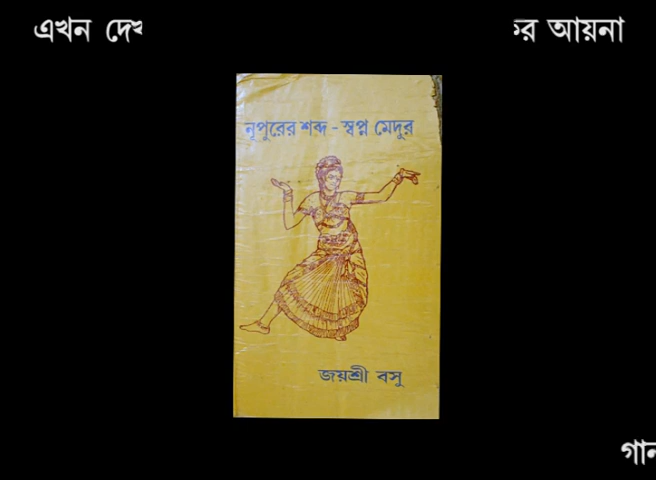 এখন
আয়না
নূপুরের শব্দ - স্বপ্ন মেদুর
জয়শ্রী বসু